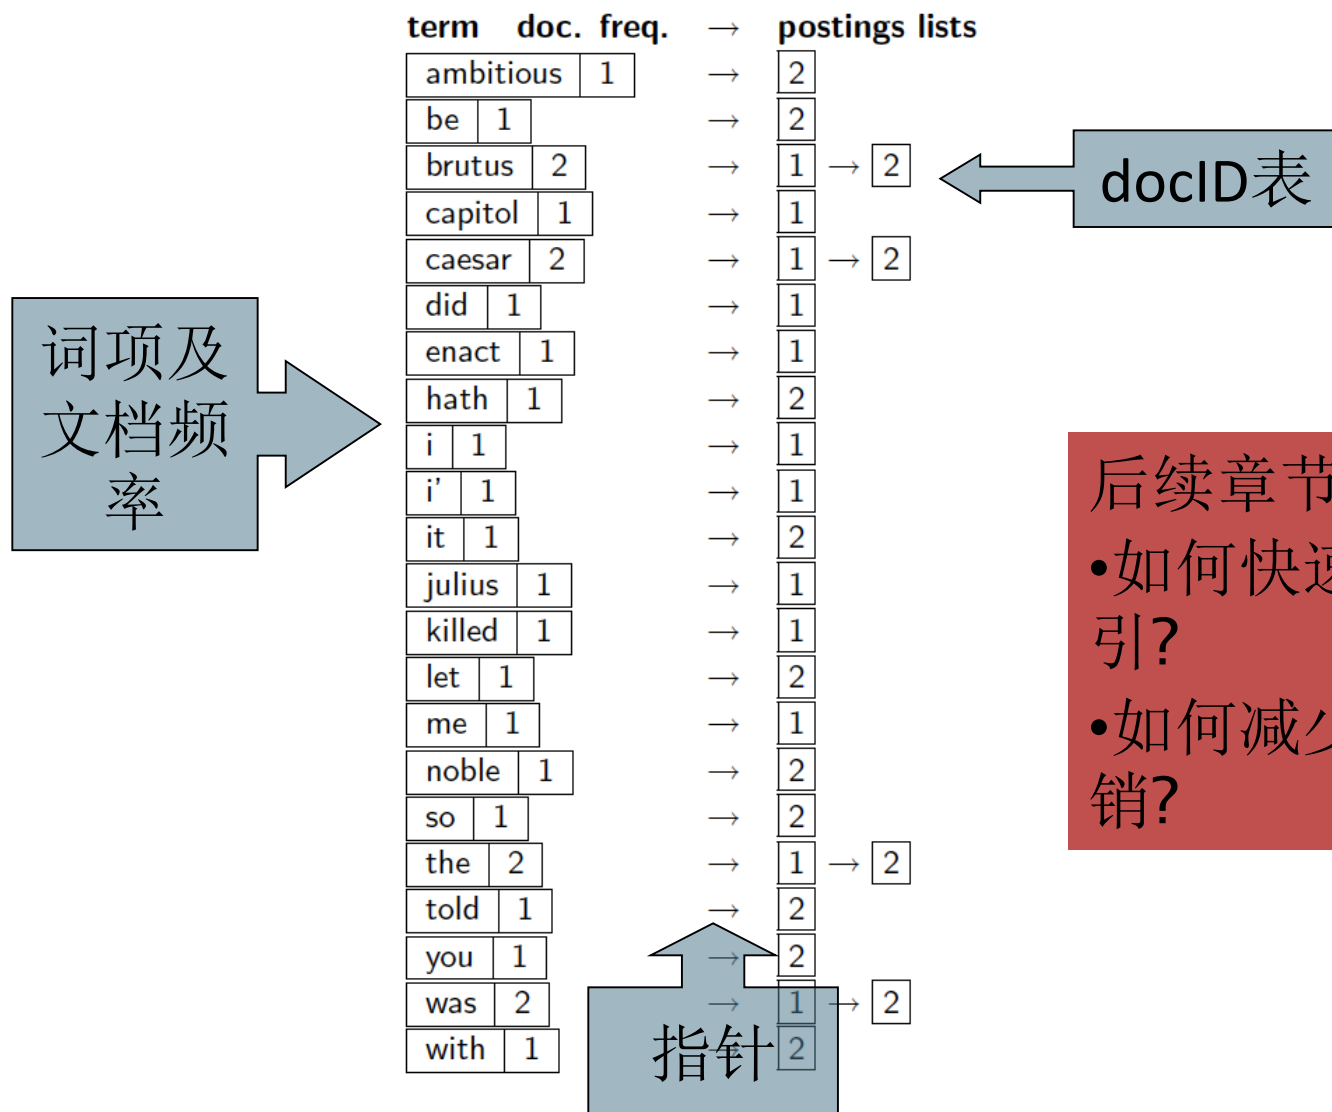 term doc. freq. → postings lists
ambitious 1 → 2
be 1 → 2
brutus 2 → 1 → 2
capitol 1 → 1
caesar 2 → 1 → 2
did 1 → 1
enact 1 → 1
hath 1 → 2
i 1 → 1
i' 1 → 1
it 1 → 2
julius 1 → 1
killed 1 → 1
let 1 → 2
me 1 → 1
noble 1 → 2
so 1 → 2
the 2 → 1 → 2
told 1 → 2
you 1 → 2
was 2 → 1 → 2
with 1 → 2
词项及
文档频
率
docID表
指针
后续章节
•如何快速
引?
•如何减少
销?